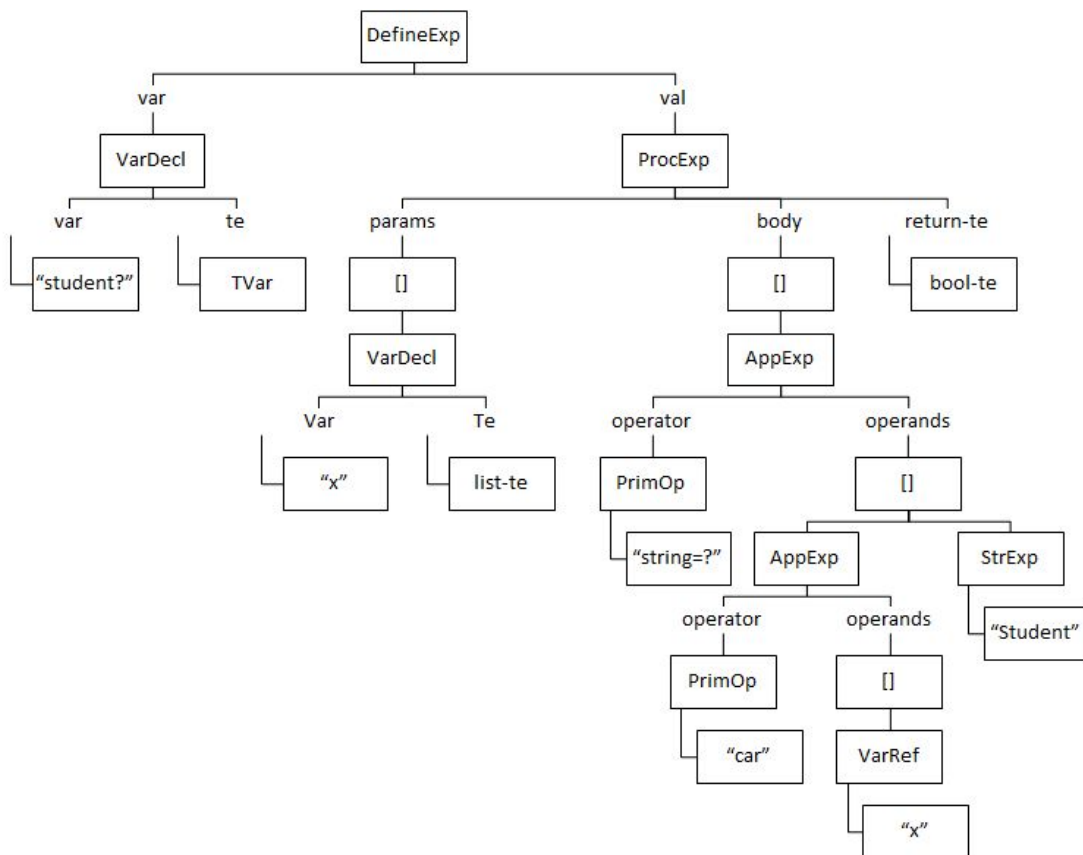 DefineExp
var val
VarDecl ProcExp
var te params body return-te
“student?” TVar [] [] bool-te
VarDecl AppExp
Var Te operator operands
“x” list-te PrimOp []
“string=?” AppExp StrExp
operator operands “Student”
PrimOp []
“car” VarRef
“x”